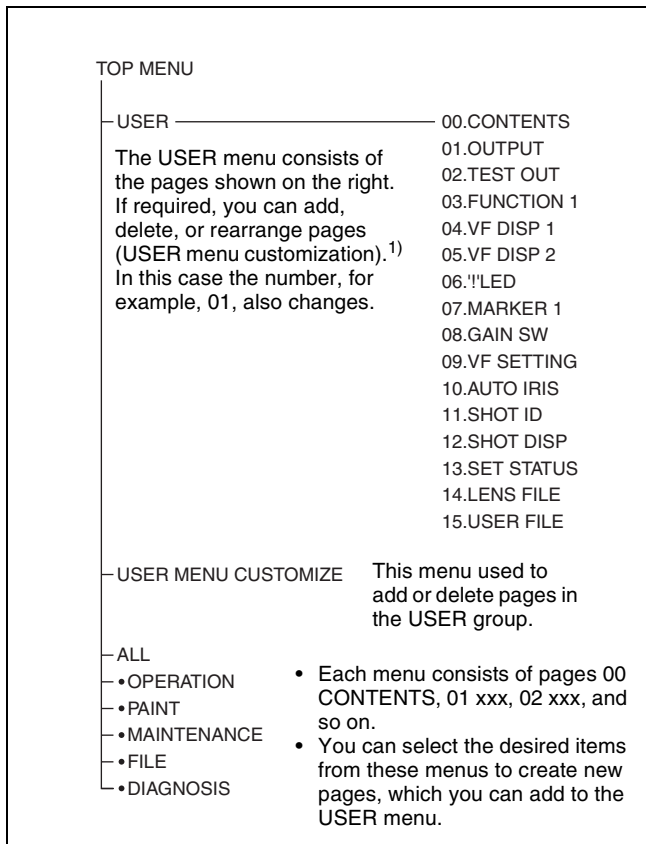 TOP MENU
USER
The USER menu consists of
the pages shown on the right.
If required, you can add,
delete, or rearrange pages
(USER menu customization).1)
In this case the number, for
example, 01, also changes.
00.CONTENTS
01.OUTPUT
02.TEST OUT
03.FUNCTION 1
04.VF DISP 1
05.VF DISP 2
06.'!'LED
07.MARKER 1
08.GAIN SW
09.VF SETTING
10.AUTO IRIS
11.SHOT ID
12.SHOT DISP
13.SET STATUS
14.LENS FILE
15.USER FILE
USER MENU CUSTOMIZE
This menu used to
add or delete pages in
the USER group.
ALL
•OPERATION
•PAINT
•MAINTENANCE
•FILE
•DIAGNOSIS
• Each menu consists of pages 00
CONTENTS, 01 xxx, 02 xxx, and
so on.
• You can select the desired items
from these menus to create new
pages, which you can add to the
USER menu.